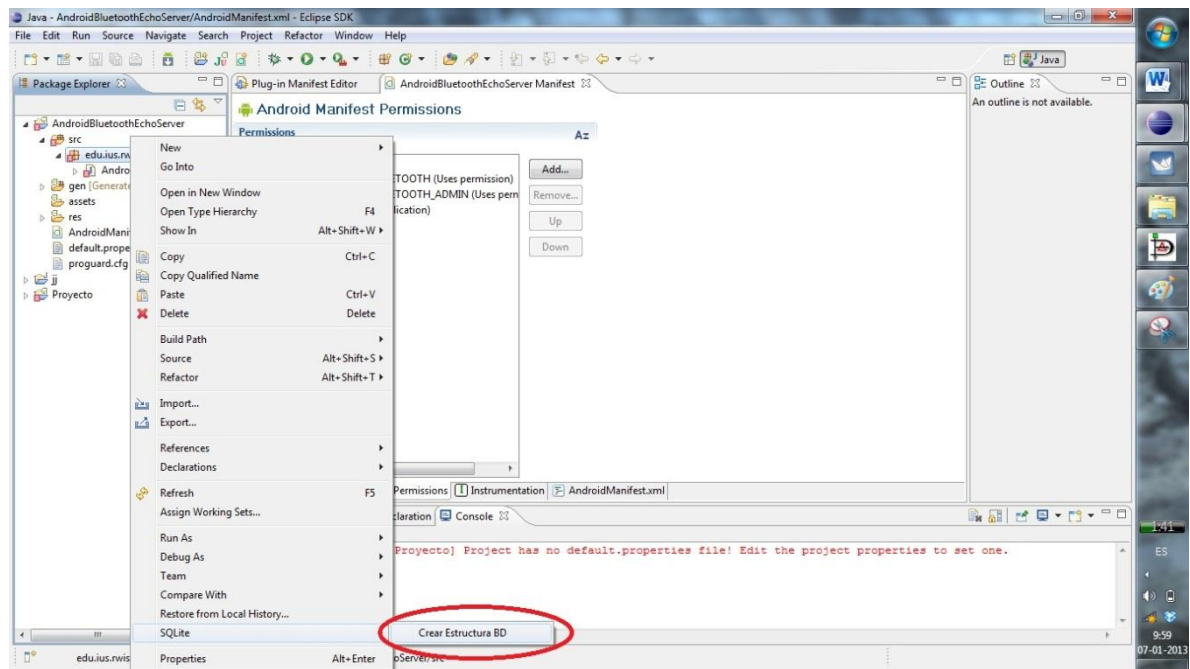 Java - AndroidBluetoothEchoServer/AndroidManifest.xml - Eclipse SDK
File Edit Run Source Navigate Search Project Refactor Window Help
Java
Package Explorer
Plug-in Manifest Editor
AndroidBluetoothEchoServer Manifest
Outline
An outline is not available.
AndroidBluetoothEchoServer
src
edu.ius.rw
Andro
gen [Generate
assets
res
AndroidMani
default.prope
proguard.cfg
jj
Proyecto
Android Manifest Permissions
Permissions
Az
TOOTH (Uses permission)
TOOTH_ADMIN (Uses perm
lication)
Add...
Remove...
Up
Down
New
Go Into
Open in New Window
Open Type Hierarchy F4
Show In Alt+Shift+W
Copy Ctrl+C
Copy Qualified Name
Paste Ctrl+V
Delete Delete
Build Path
Source Alt+Shift+S
Refactor Alt+Shift+T
Import...
Export...
References
Declarations
Refresh F5
Assign Working Sets...
Run As
Debug As
Team
Compare With
Restore from Local History...
SQLite
Crear Estructura BD
Properties Alt+Enter
Permissions Instrumentation AndroidManifest.xml
claration Console
Proyecto] Project has no default.properties file! Edit the project properties to set one.
edu.ius.rwis
oServer/src
W
1:41
ES
9:59
07-01-2013